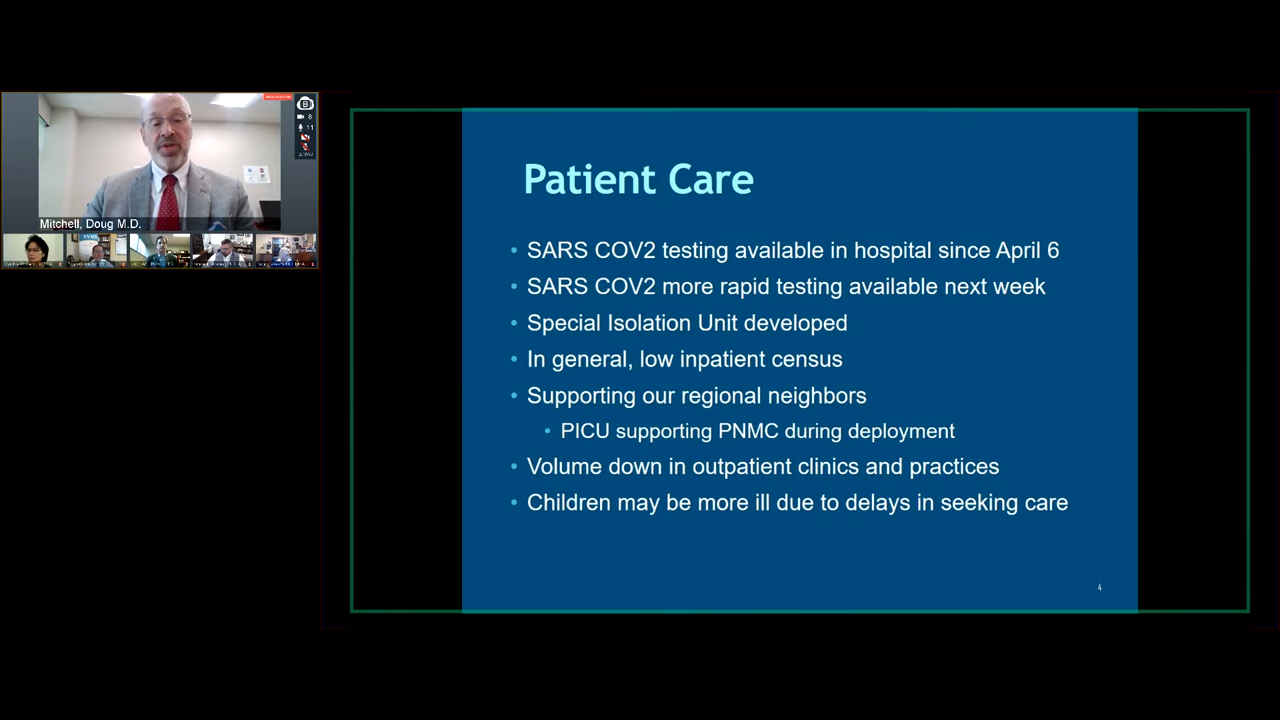 Mitchell, Doug M.D.
8
11
Patient Care
• SARS COV2 testing available in hospital since April 6
• SARS COV2 more rapid testing available next week
• Special Isolation Unit developed
• In general, low inpatient census
• Supporting our regional neighbors
• PICU supporting PNMC during deployment
• Volume down in outpatient clinics and practices
• Children may be more ill due to delays in seeking care
4